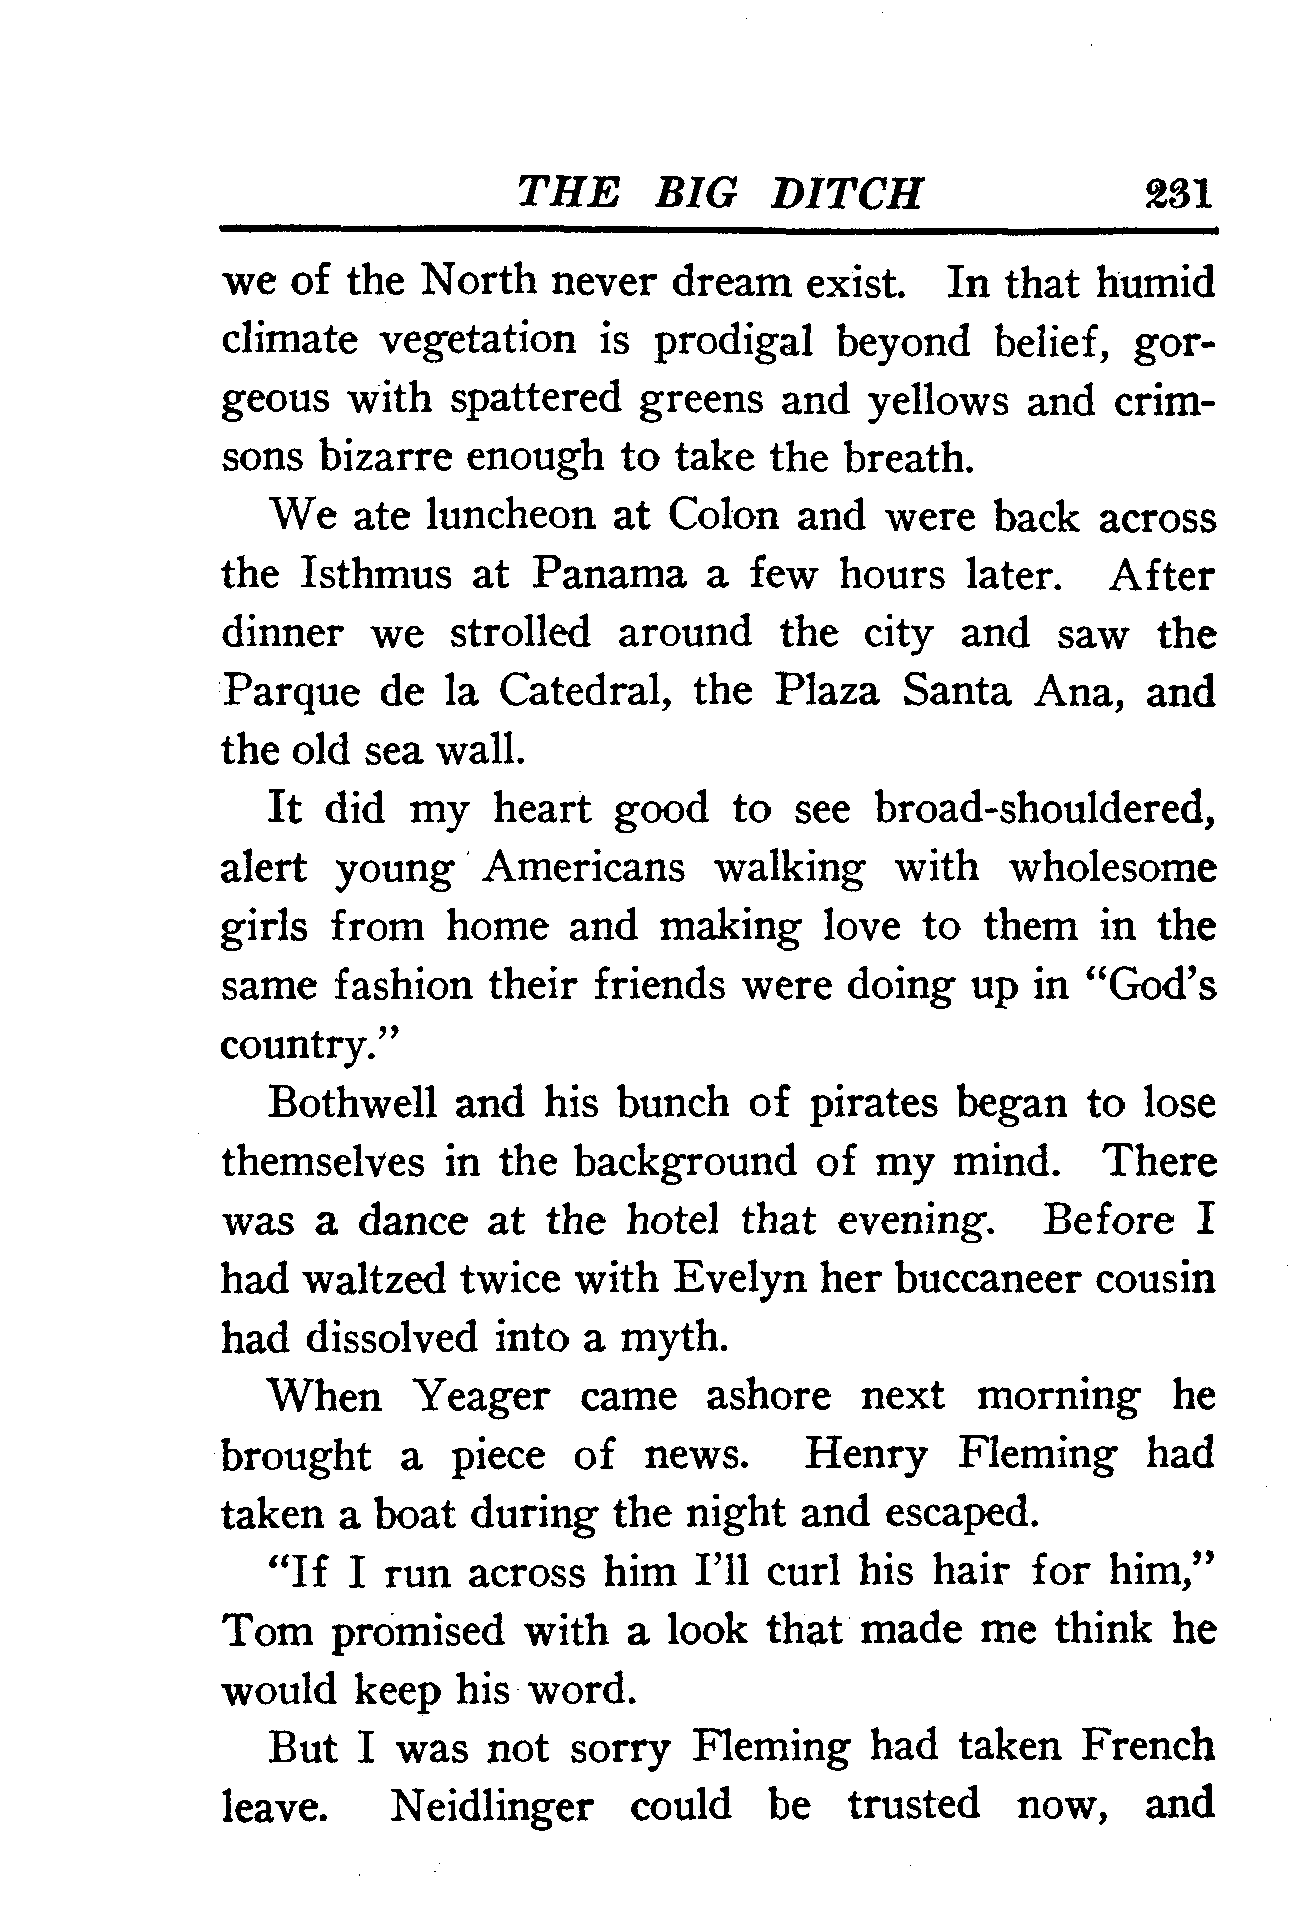 THE BIG DITCH 231
we of the North never dream exist. In that humid
climate vegetation is prodigal beyond belief, gor-
geous with spattered greens and yellows and crim-
sons bizarre enough to take the breath.
We ate luncheon at Colon and were back across
the Isthmus at Panama a few hours later. After
dinner we strolled around the city and saw the
Parque de la Catedral, the Plaza Santa Ana, and
the old sea wall.
It did my heart good to see broad-shouldered,
alert young Americans walking with wholesome
girls from home and making love to them in the
same fashion their friends were doing up in “God’s
country.”
Bothwell and his bunch of pirates began to lose
themselves in the background of my mind. There
was a dance at the hotel that evening. Before I
had waltzed twice with Evelyn her buccaneer cousin
had dissolved into a myth.
When Yeager came ashore next morning he
brought a piece of news. Henry Fleming had
taken a boat during the night and escaped.
“If I run across him I’ll curl his hair for him,”
Tom promised with a look that made me think he
would keep his word.
But I was not sorry Fleming had taken French
leave. Neidlinger could be trusted now, and